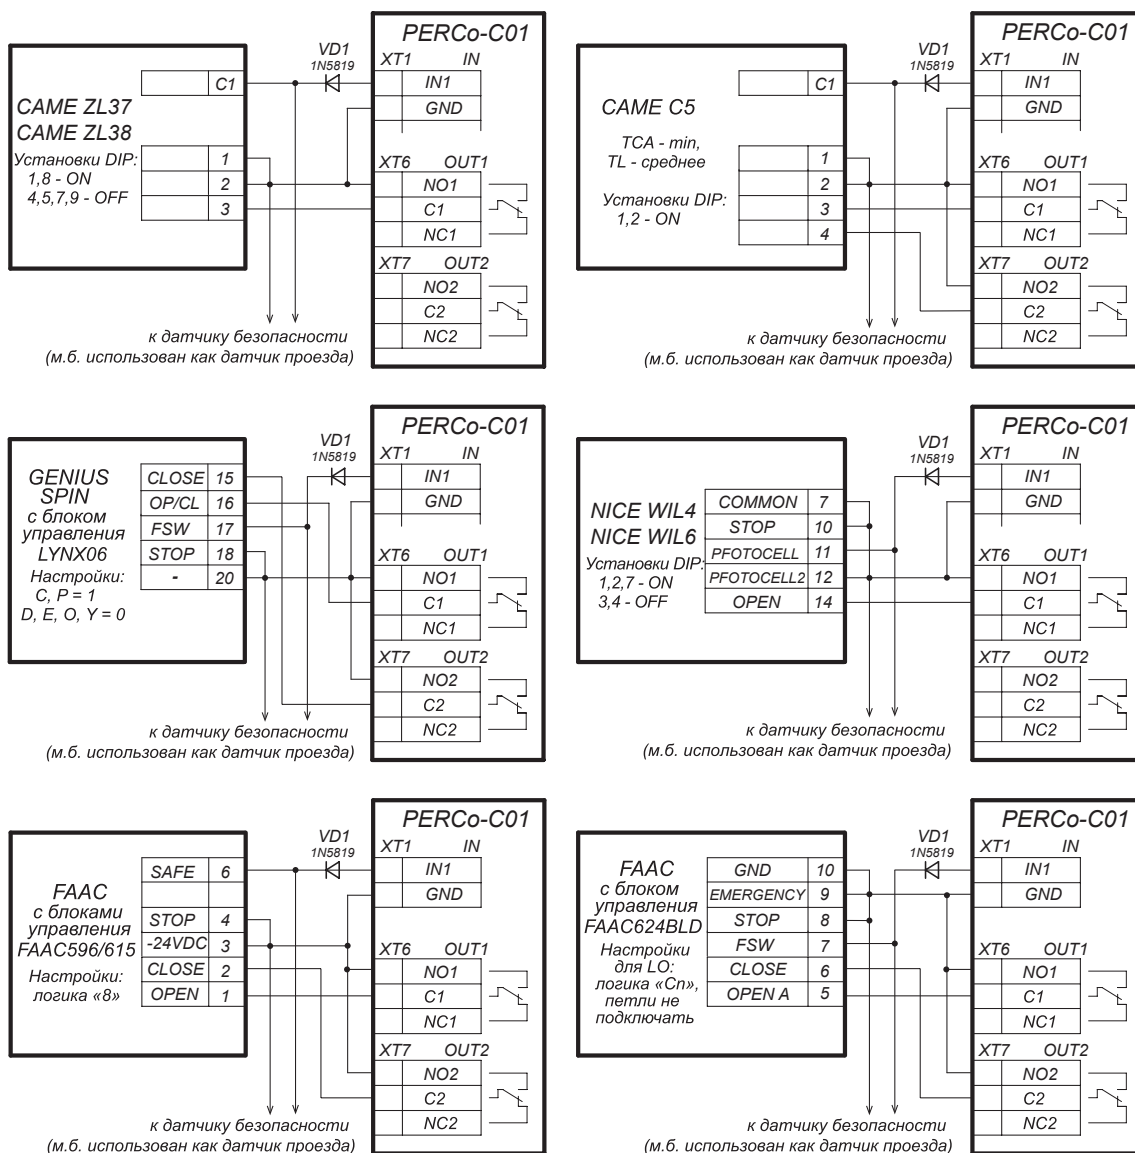 CAME ZL37
CAME ZL38
Установки DIP:
1,8 - ON
4,5,7,9 - OFF
C1
1
2
3
VD1
1N5819
PERCo-C01
XT1 IN
IN1
GND
XT6 OUT1
NO1
C1
NC1
XT7 OUT2
NO2
C2
NC2
к датчику безопасности
(м.б. использован как датчик проезда)
CAME C5
TCA - min,
TL - среднее
Установки DIP:
1,2 - ON
C1
1
2
3
4
VD1
1N5819
PERCo-C01
XT1 IN
IN1
GND
XT6 OUT1
NO1
C1
NC1
XT7 OUT2
NO2
C2
NC2
к датчику безопасности
(м.б. использован как датчик проезда)
GENIUS
SPIN
с блоком
управления
LYNX06
Настройки:
C, P = 1
D, E, O, Y = 0
CLOSE 15
OP/CL 16
FSW 17
STOP 18
- 20
VD1
1N5819
PERCo-C01
XT1 IN
IN1
GND
XT6 OUT1
NO1
C1
NC1
XT7 OUT2
NO2
C2
NC2
к датчику безопасности
(м.б. использован как датчик проезда)
NICE WIL4
NICE WIL6
Установки DIP:
1,2,7 - ON
3,4 - OFF
COMMON 7
STOP 10
PFOTOCELL 11
PFOTOCELL2 12
OPEN 14
VD1
1N5819
PERCo-C01
XT1 IN
IN1
GND
XT6 OUT1
NO1
C1
NC1
XT7 OUT2
NO2
C2
NC2
к датчику безопасности
(м.б. использован как датчик проезда)
FAAC
с блоками
управления
FAAC596/615
Настройки:
логика «8»
SAFE 6
STOP 4
-24VDC 3
CLOSE 2
OPEN 1
VD1
1N5819
PERCo-C01
XT1 IN
IN1
GND
XT6 OUT1
NO1
C1
NC1
XT7 OUT2
NO2
C2
NC2
к датчику безопасности
(м.б. использован как датчик проезда)
FAAC
с блоком
управления
FAAC624BLD
Настройки
для LO:
логика «Cn»,
петли не
подключать
GND 10
EMERGENCY 9
STOP 8
FSW 7
CLOSE 6
OPEN A 5
VD1
1N5819
PERCo-C01
XT1 IN
IN1
GND
XT6 OUT1
NO1
C1
NC1
XT7 OUT2
NO2
C2
NC2
к датчику безопасности
(м.б. использован как датчик проезда)